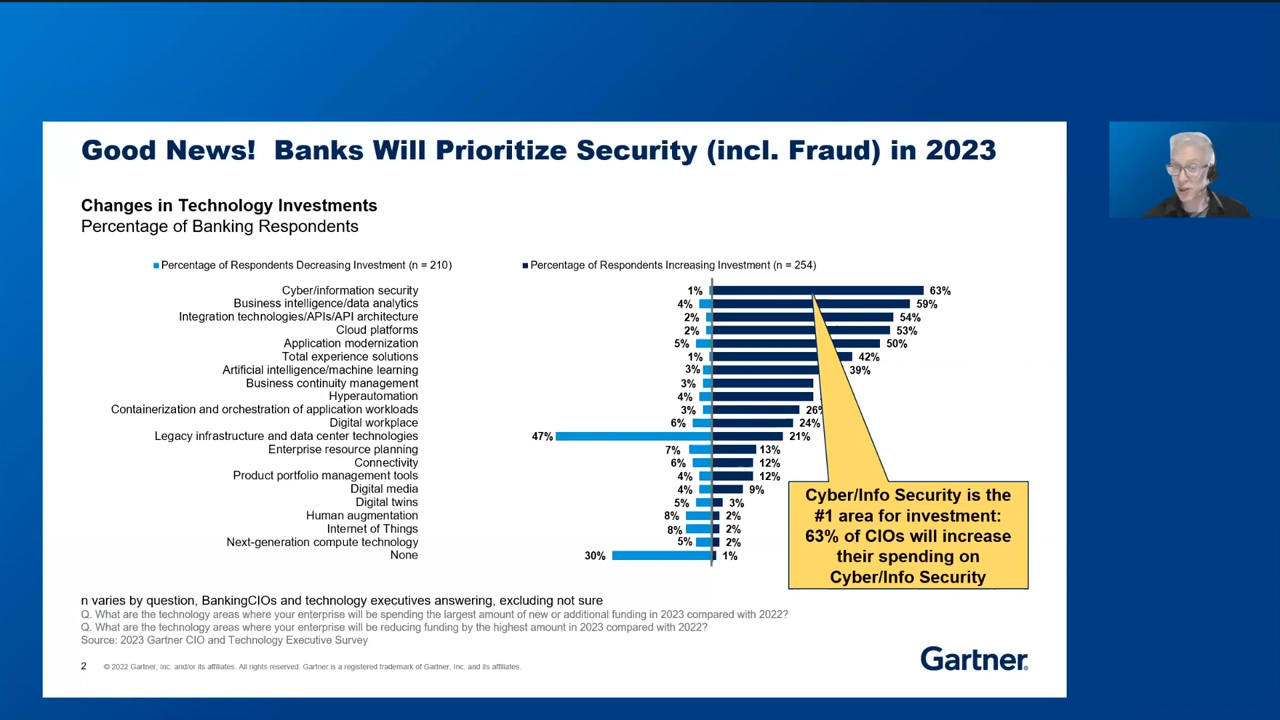 Good News!  Banks Will Prioritize Security (incl. Fraud) in 2023
Changes in Technology Investments
Percentage of Banking Respondents
Percentage of Respondents Decreasing Investment (n = 210)
Percentage of Respondents Increasing Investment (n = 254)
Cyber/information security 1% 63%
Business intelligence/data analytics 4% 59%
Integration technologies/APIs/API architecture 2% 54%
Cloud platforms 2% 53%
Application modernization 5% 50%
Total experience solutions 1% 42%
Artificial intelligence/machine learning 3% 39%
Business continuity management 3%
Hyperautomation 4%
Containerization and orchestration of application workloads 3% 26%
Digital workplace 6% 24%
Legacy infrastructure and data center technologies 47% 21%
Enterprise resource planning 7% 13%
Connectivity 6% 12%
Product portfolio management tools 4% 12%
Digital media 4% 9%
Digital twins 5% 3%
Human augmentation 8% 2%
Internet of Things 8% 2%
Next-generation compute technology 5% 2%
None 30% 1%
Cyber/Info Security is the
#1 area for investment:
63% of CIOs will increase
their spending on
Cyber/Info Security
n varies by question, BankingCIOs and technology executives answering, excluding not sure
Q. What are the technology areas where your enterprise will be spending the largest amount of new or additional funding in 2023 compared with 2022?
Q. What are the technology areas where your enterprise will be reducing funding by the highest amount in 2023 compared with 2022?
Source: 2023 Gartner CIO and Technology Executive Survey
2 © 2022 Gartner, Inc. and/or its affiliates. All rights reserved. Gartner is a registered trademark of Gartner, Inc. and its affiliates.
Gartner.